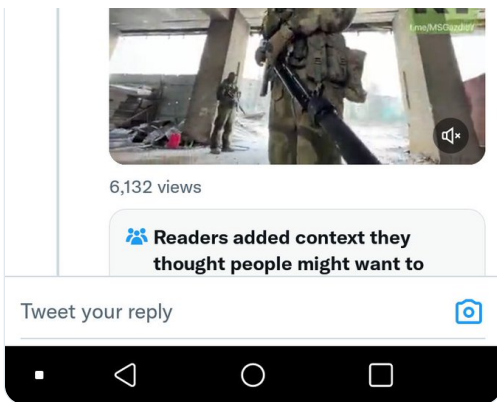 t.me/MSGazdiev
6,132 views
Readers added context they
thought people might want to
Tweet your reply